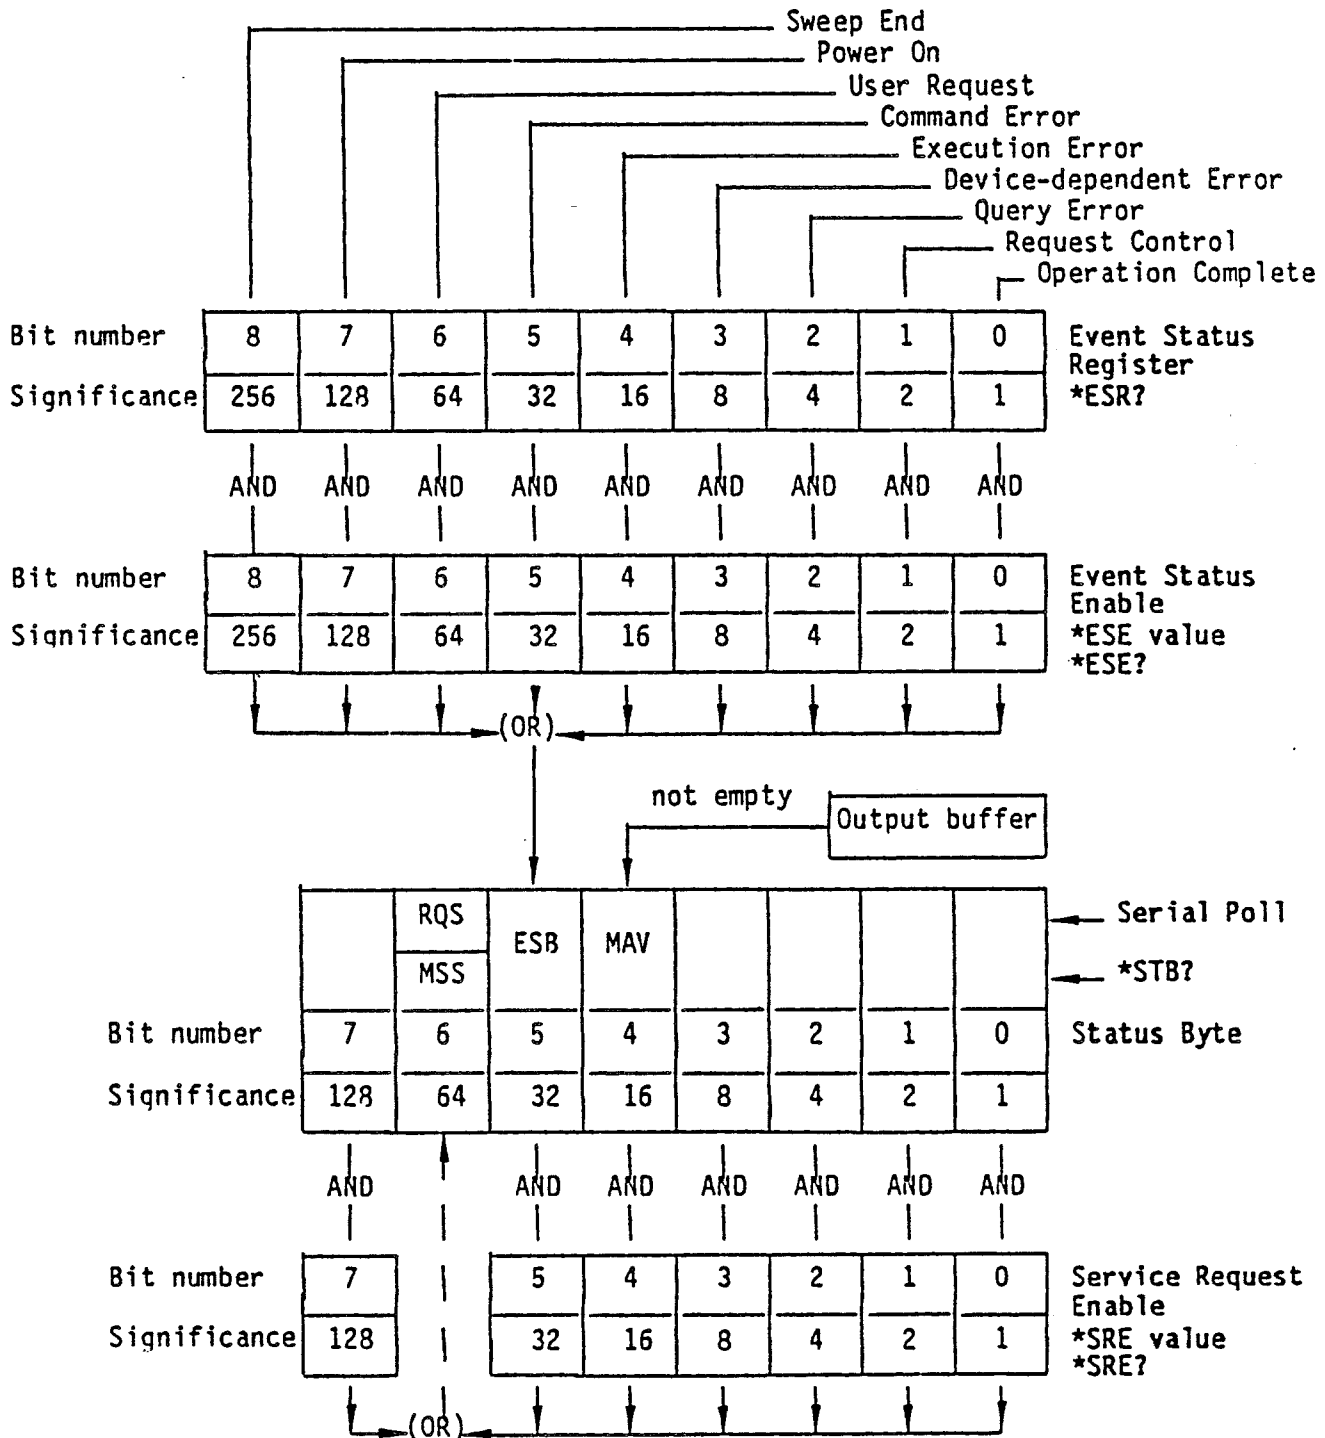 Sweep End
Power On
User Request
Command Error
Execution Error
Device-dependent Error
Query Error
Request Control
Operation Complete
Bit number 8 7 6 5 4 3 2 1 0 Event Status
Register
Significance 256 128 64 32 16 8 4 2 1 *ESR?
AND AND AND AND AND AND AND AND AND
Bit number 8 7 6 5 4 3 2 1 0 Event Status
Enable
Significance 256 128 64 32 16 8 4 2 1 *ESE value
*ESE?
(OR)
not empty Output buffer
RQS ESB MAV Serial Poll
MSS *STB?
Bit number 7 6 5 4 3 2 1 0 Status Byte
Significance 128 64 32 16 8 4 2 1
AND AND AND AND AND AND AND
Bit number 7 5 4 3 2 1 0 Service Request
Enable
Significance 128 32 16 8 4 2 1 *SRE value
*SRE?
(OR)